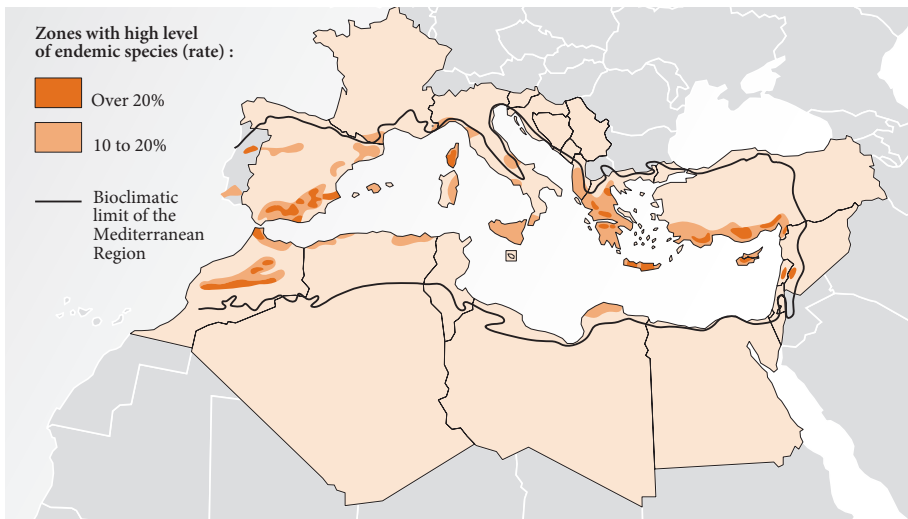 Zones with high level
of endemic species (rate) :
Over 20%
10 to 20%
Bioclimatic
limit of the
Mediterranean
Region